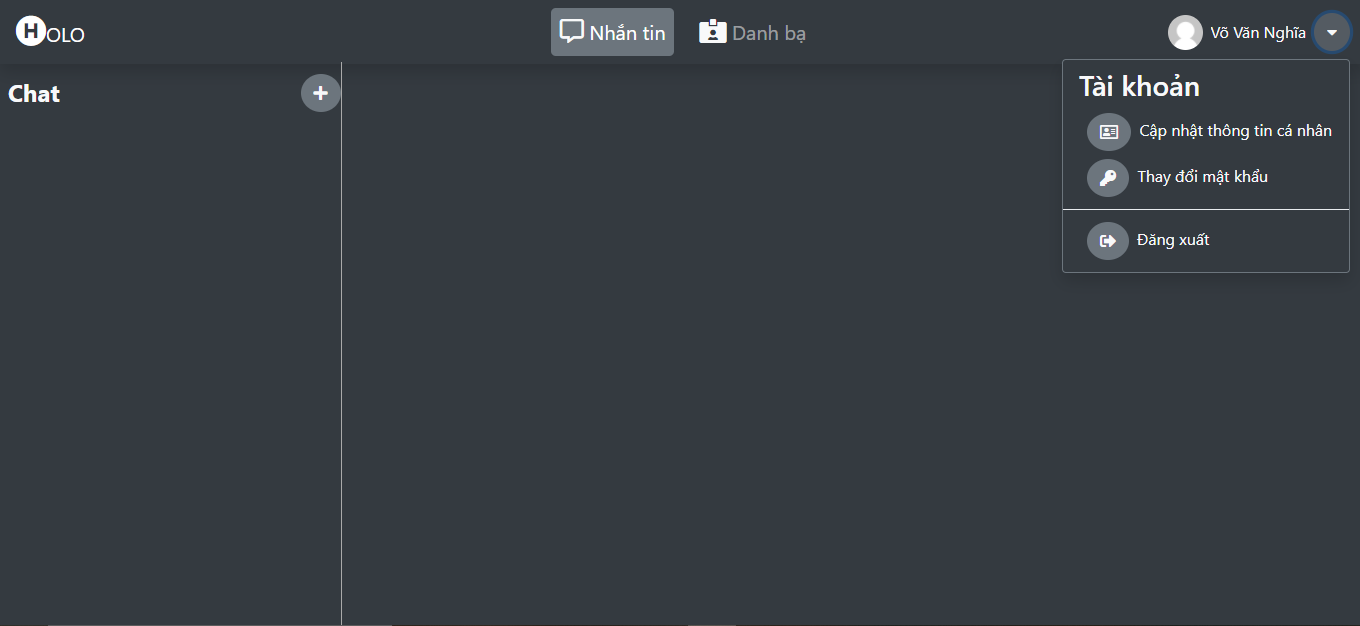 HOLO
Nhắn tin
Danh bạ
Võ Văn Nghĩa
Chat
Tài khoản
Cập nhật thông tin cá nhân
Thay đổi mật khẩu
Đăng xuất